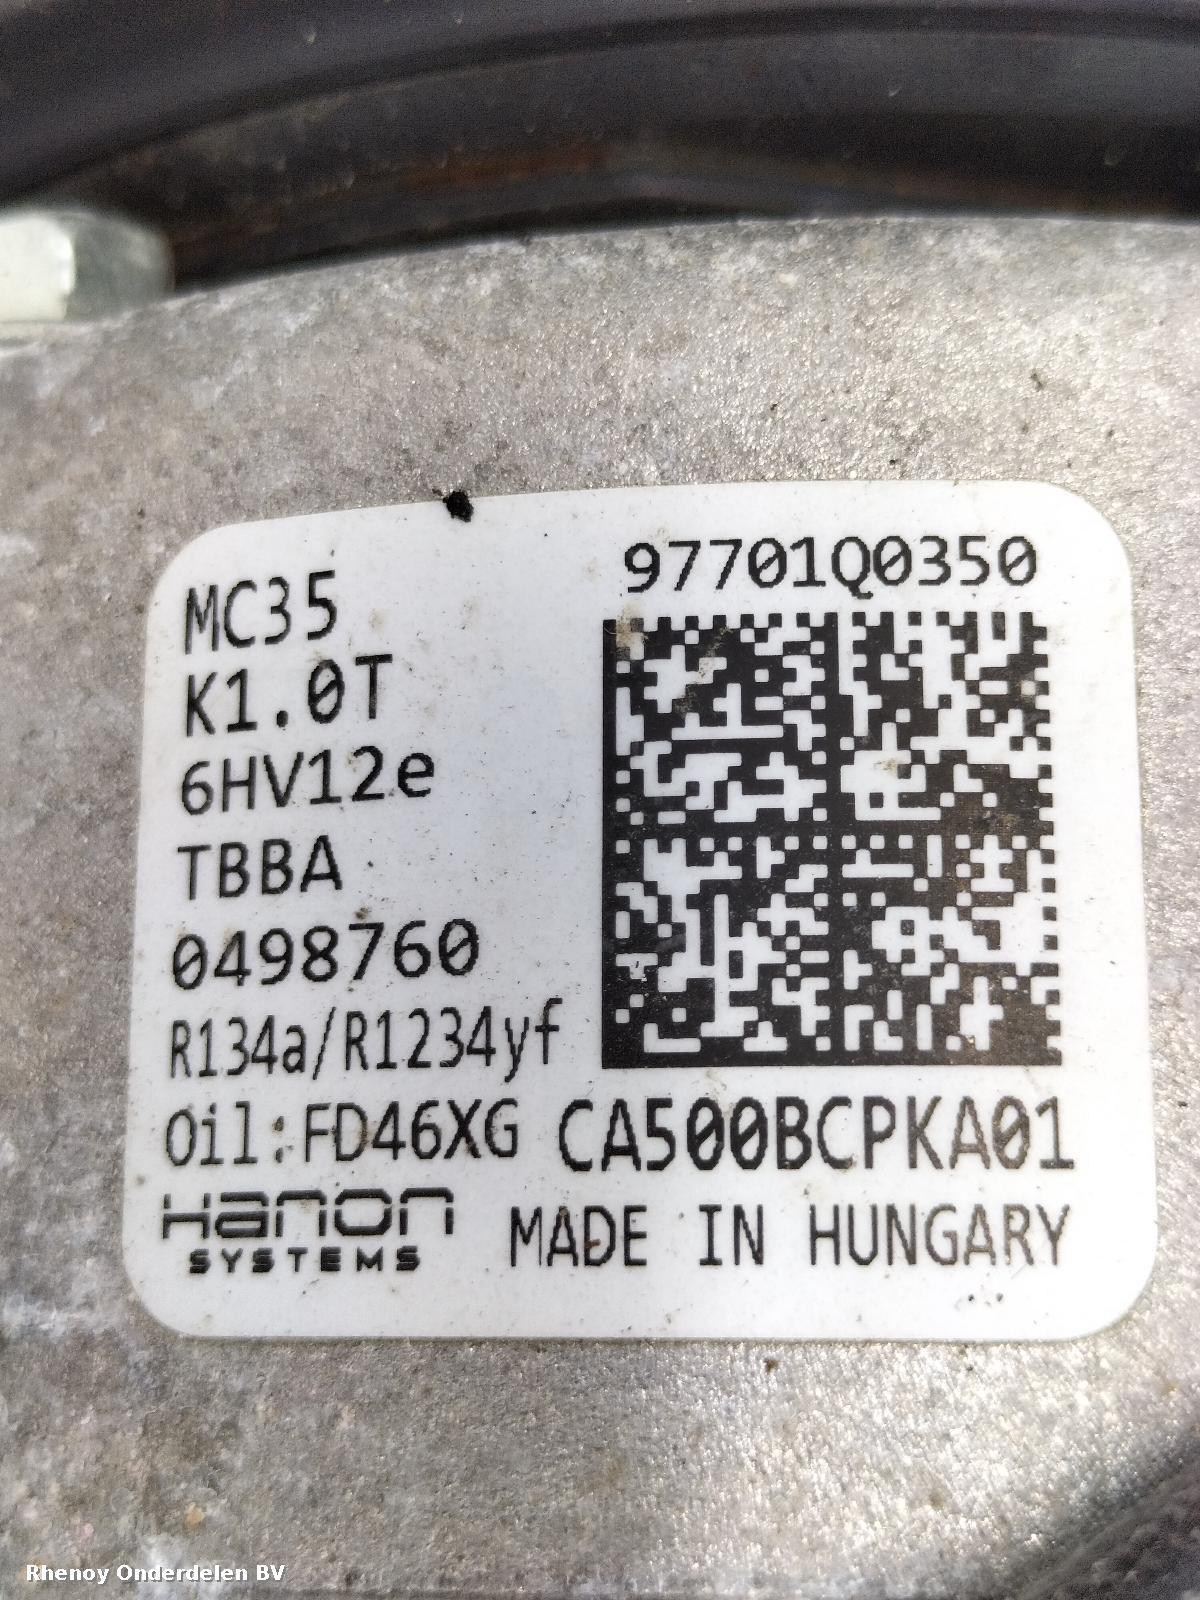 97701Q0350
MC35
K1.0T
6HV12e
TBBA
0498760
R134a/R1234yf
Oil:FD46XG CA500BCPKA01
Hanon
SYSTEMS
MADE IN HUNGARY
Rhenoy Onderdelen BV